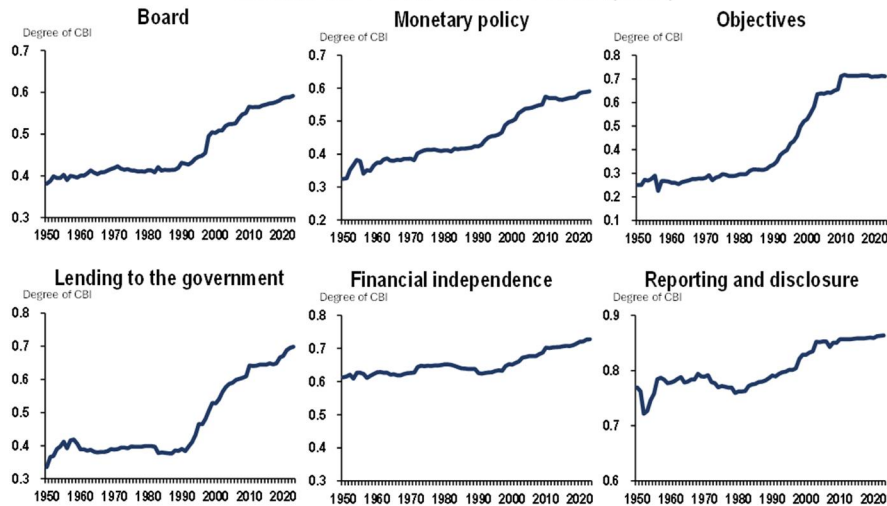 Board
Degree of CBI
0.7
0.6
0.5
0.4
0.3
1950 1960 1970 1980 1990 2000 2010 2020
Monetary policy
Degree of CBI
0.7
0.6
0.5
0.4
0.3
0.2
1950 1960 1970 1980 1990 2000 2010 2020
Objectives
Degree of CBI
0.8
0.7
0.6
0.5
0.4
0.3
0.2
0.1
1950 1960 1970 1980 1990 2000 2010 2020
Lending to the government
Degree of CBI
0.8
0.7
0.6
0.5
0.4
0.3
1950 1960 1970 1980 1990 2000 2010 2020
Financial independence
Degree of CBI
0.8
0.7
0.6
0.5
0.4
0.3
1950 1960 1970 1980 1990 2000 2010 2020
Reporting and disclosure
Degree of CBI
0.9
0.8
0.7
0.6
1950 1960 1970 1980 1990 2000 2010 2020